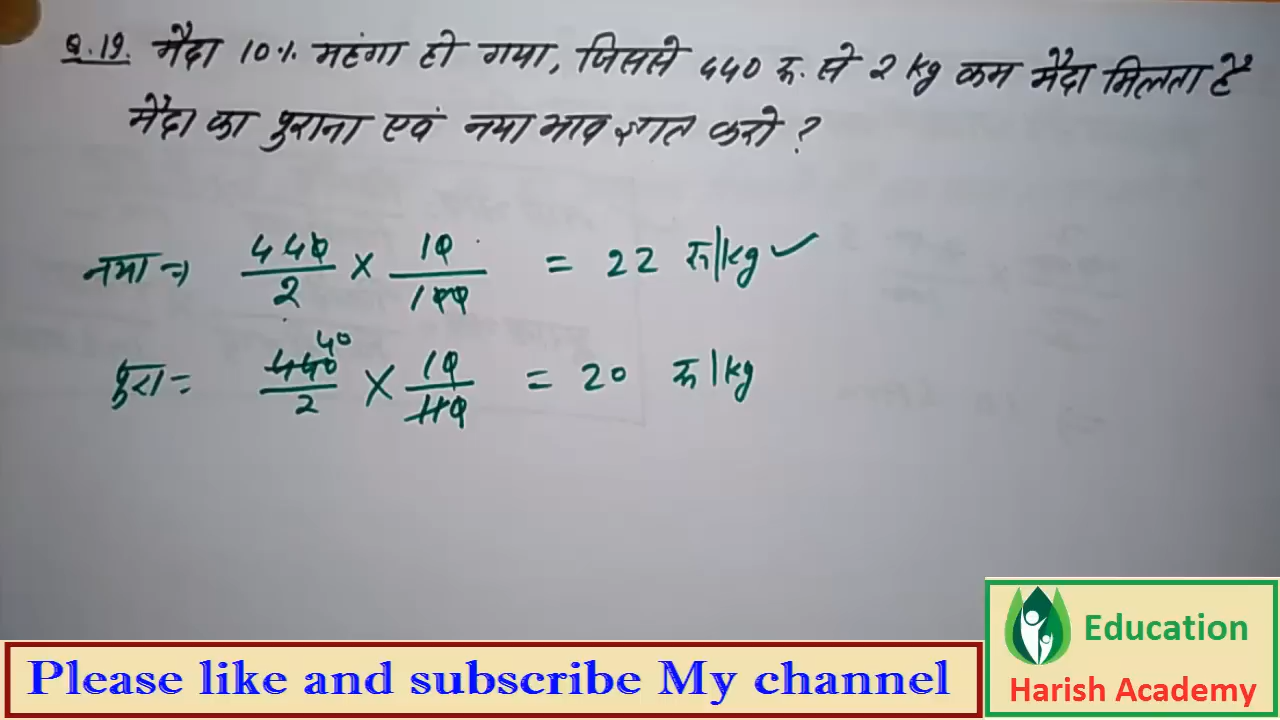 Q.19. मैदा 10% महंगा हो गया, जिससे 440 रु. से 2 kg कम मैदा मिलता है
मैदा का पुराना एवं नया भाव ज्ञात करो ?
नया ⇒ 440/2 × 10/100 = 22 रु/kg ✓
40
पुरा = 440/2 × 10/110 = 20 रु/kg
Education
Harish Academy
Please like and subscribe My channel